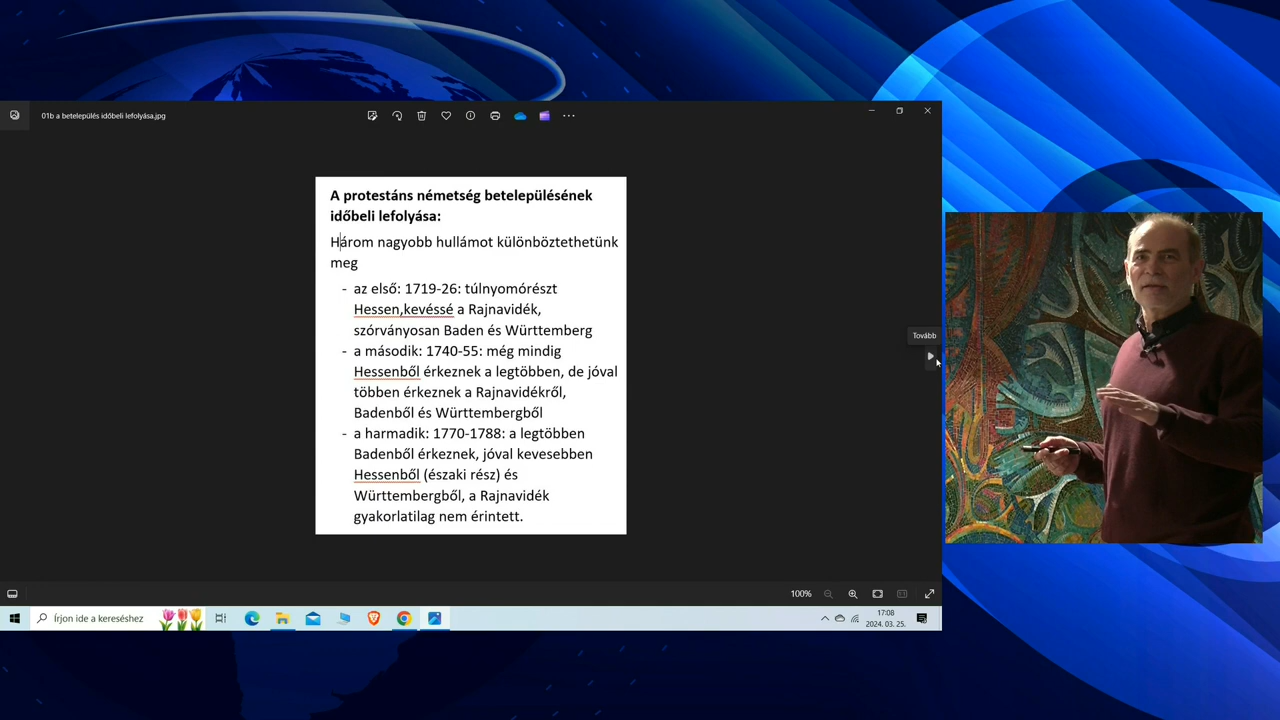 01b a betelepülés időbeli lefolyása.jpg
A protestáns németség betelepülésének
időbeli lefolyása:
Három nagyobb hullámot különböztethetünk
meg
- az első: 1719-26: túlnyomórészt
Hessen,kevéssé a Rajnavidék,
szórványosan Baden és Württemberg
- a második: 1740-55: még mindig
Hessenből érkeznek a legtöbben, de jóval
többen érkeznek a Rajnavidékről,
Badenből és Württembergből
- a harmadik: 1770-1788: a legtöbben
Badenből érkeznek, jóval kevesebben
Hessenből (északi rész) és
Württembergből, a Rajnavidék
gyakorlatilag nem érintett.
Tovább
100%
Írjon ide a kereséshez
17:08
2024. 03. 25.